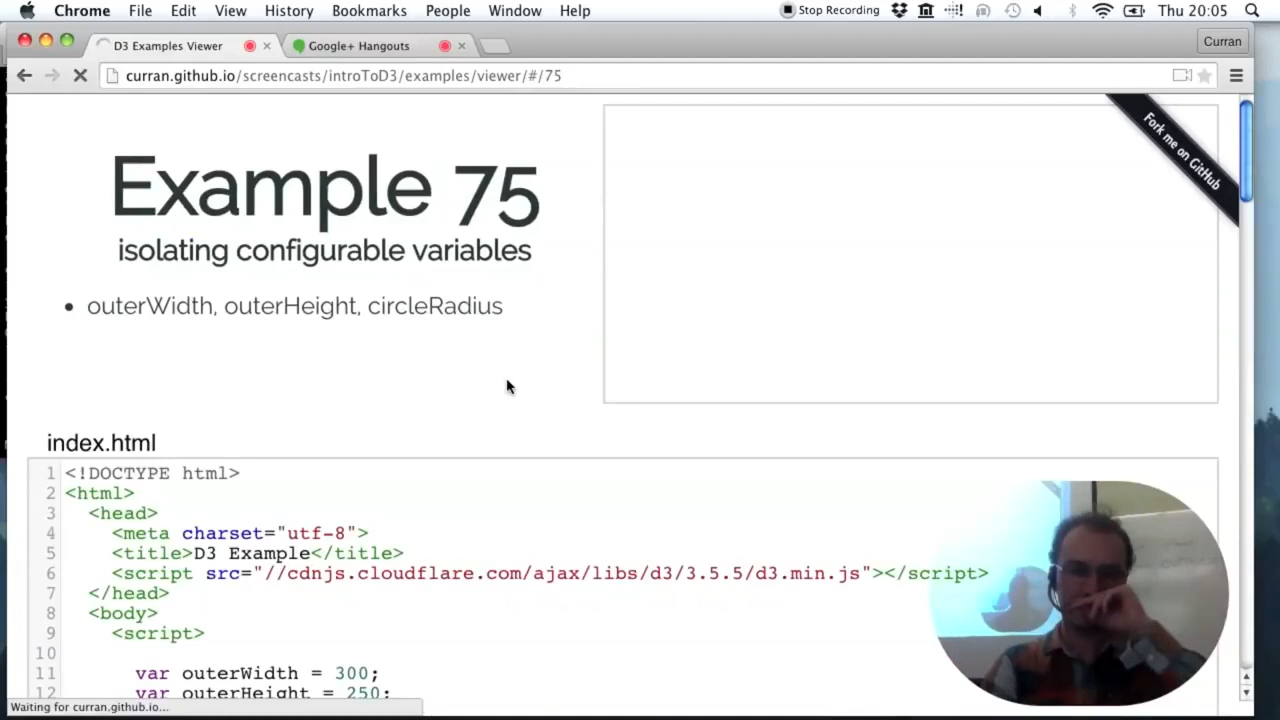 Chrome File Edit View History Bookmarks People Window Help Stop Recording Thu 20:05
D3 Examples Viewer Google+ Hangouts Curran
curran.github.io/screencasts/introToD3/examples/viewer/#/75
Fork me on GitHub
Example 75
isolating configurable variables
• outerWidth, outerHeight, circleRadius
index.html
1 <!DOCTYPE html>
2 <html>
3 <head>
4 <meta charset="utf-8">
5 <title>D3 Example</title>
6 <script src="//cdnjs.cloudflare.com/ajax/libs/d3/3.5.5/d3.min.js"></script>
7 </head>
8 <body>
9 <script>
10
11 var outerWidth = 300;
12 var outerHeight = 250;
Waiting for curran.github.io...